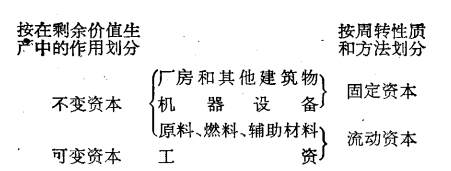 按在剩余价值生
产中的作用划分
按周转性质
和方法划分
不变资本
厂房和其他建筑物
机器设备
原料、燃料、辅助材料
固定资本
可变资本
工资
流动资本